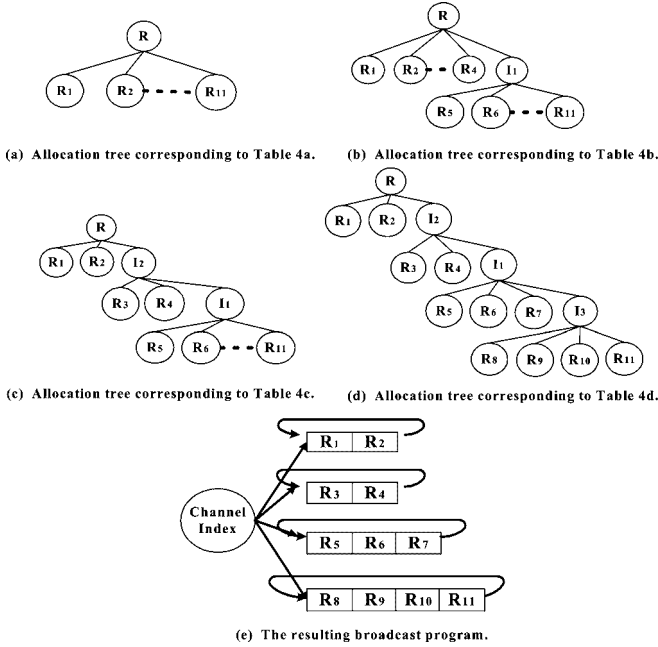 R
R1 R2 R11
(a) Allocation tree corresponding to Table 4a.
R
R1 R2 R4 I1
R5 R6 R11
(b) Allocation tree corresponding to Table 4b.
R
R1 R2 I2
R3 R4 I1
R5 R6 R11
(c) Allocation tree corresponding to Table 4c.
R
R1 R2 I2
R3 R4 I1
R5 R6 R7 I3
R8 R9 R10 R11
(d) Allocation tree corresponding to Table 4d.
Channel
Index
R1 R2
R3 R4
R5 R6 R7
R8 R9 R10 R11
(e) The resulting broadcast program.